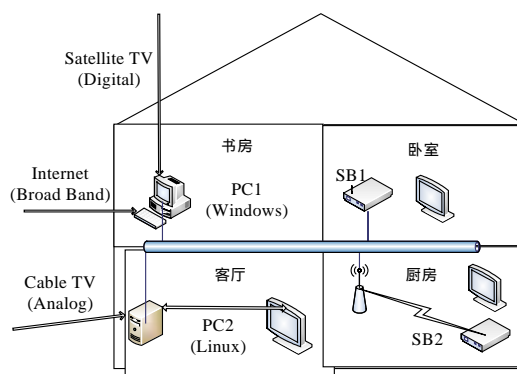 Satellite TV
(Digital)
书房
卧室
Internet
(Broad Band)
PC1
(Windows)
SB1
Cable TV
(Analog)
客厅
厨房
PC2
(Linux)
SB2